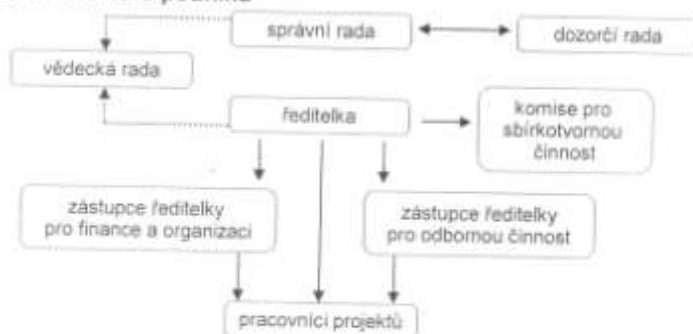 správní rada
dozorčí rada
vědecká rada
ředitelka
komise pro
sbírkotvornou
činnost
zástupce ředitelky
pro finance a organizaci
zástupce ředitelky
pro odbornou činnost
pracovníci projektů